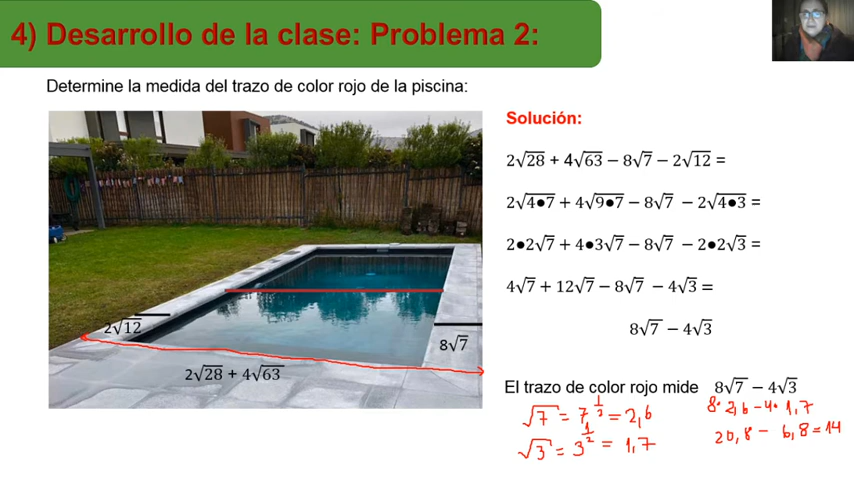 4) Desarrollo de la clase: Problema 2:
Determine la medida del trazo de color rojo de la piscina:
Solución:
2√28 + 4√63 − 8√7 − 2√12 =
2√4●7 + 4√9●7 − 8√7 − 2√4●3 =
2●2√7 + 4●3√7 − 8√7 − 2●2√3 =
4√7 + 12√7 − 8√7 − 4√3 =
8√7 − 4√3
2√12
8√7
2√28 + 4√63
El trazo de color rojo mide 8√7 − 4√3
√7 = 7^(1/2) = 2,6
√3 = 3^(1/2) = 1,7
8• 2,6 − 4• 1,7
20,8 − 6,8 = 14